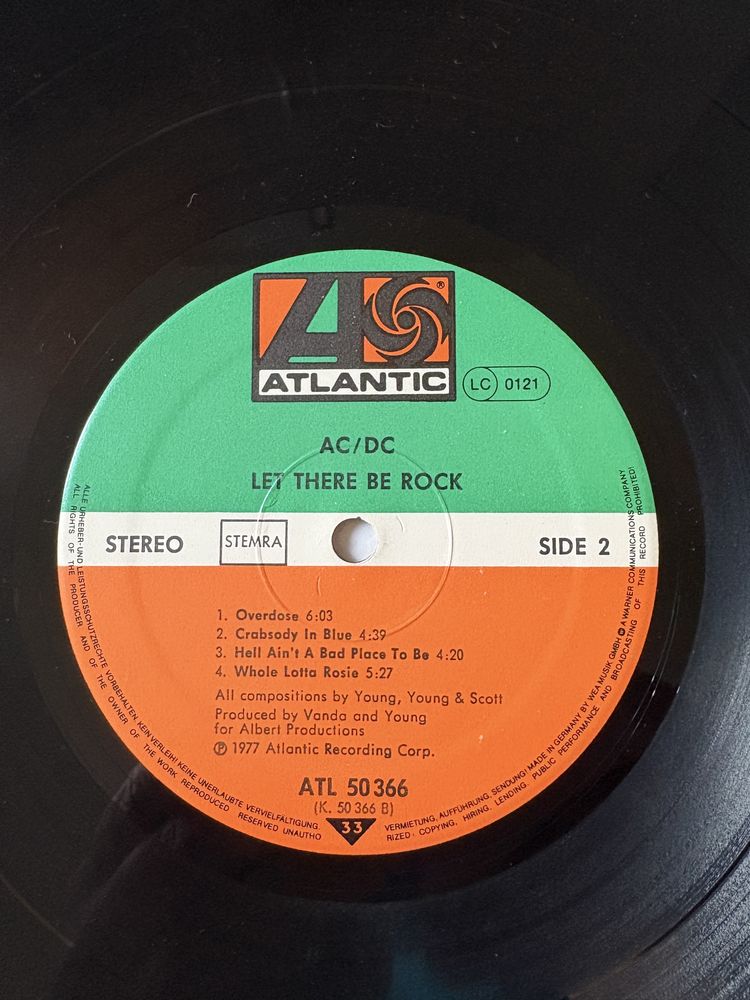 ®
ATLANTIC
LC 0121
AC/DC
LET THERE BE ROCK
STEREO
STEMRA
SIDE 2
1. Overdose 6:03
2. Crabsody In Blue 4:39
3. Hell Ain't A Bad Place To Be 4:20
4. Whole Lotta Rosie 5:27
All compositions by Young, Young & Scott
Produced by Vanda and Young
for Albert Productions
℗ 1977 Atlantic Recording Corp.
ATL 50 366
(K. 50 366 B)
33
ALLE URHEBER- UND LEISTUNGSSCHUTZRECHTE VORBEHALTEN. KEIN VERLEIH! KEINE UNERLAUBTE VERVIELFÄLTIGUNG,
VERMIETUNG, AUFFÜHRUNG, SENDUNG! MADE IN GERMANY BY WEA MUSIK GMBH A WARNER COMMUNICATIONS COMPANY
ALL RIGHTS OF THE PRODUCER AND OF THE OWNER OF THE WORK REPRODUCED RESERVED UNAUTHO
RIZED. COPYING, HIRING, LENDING, PUBLIC PERFORMANCE AND BROADCASTING OF THIS RECORD PROHIBITED!